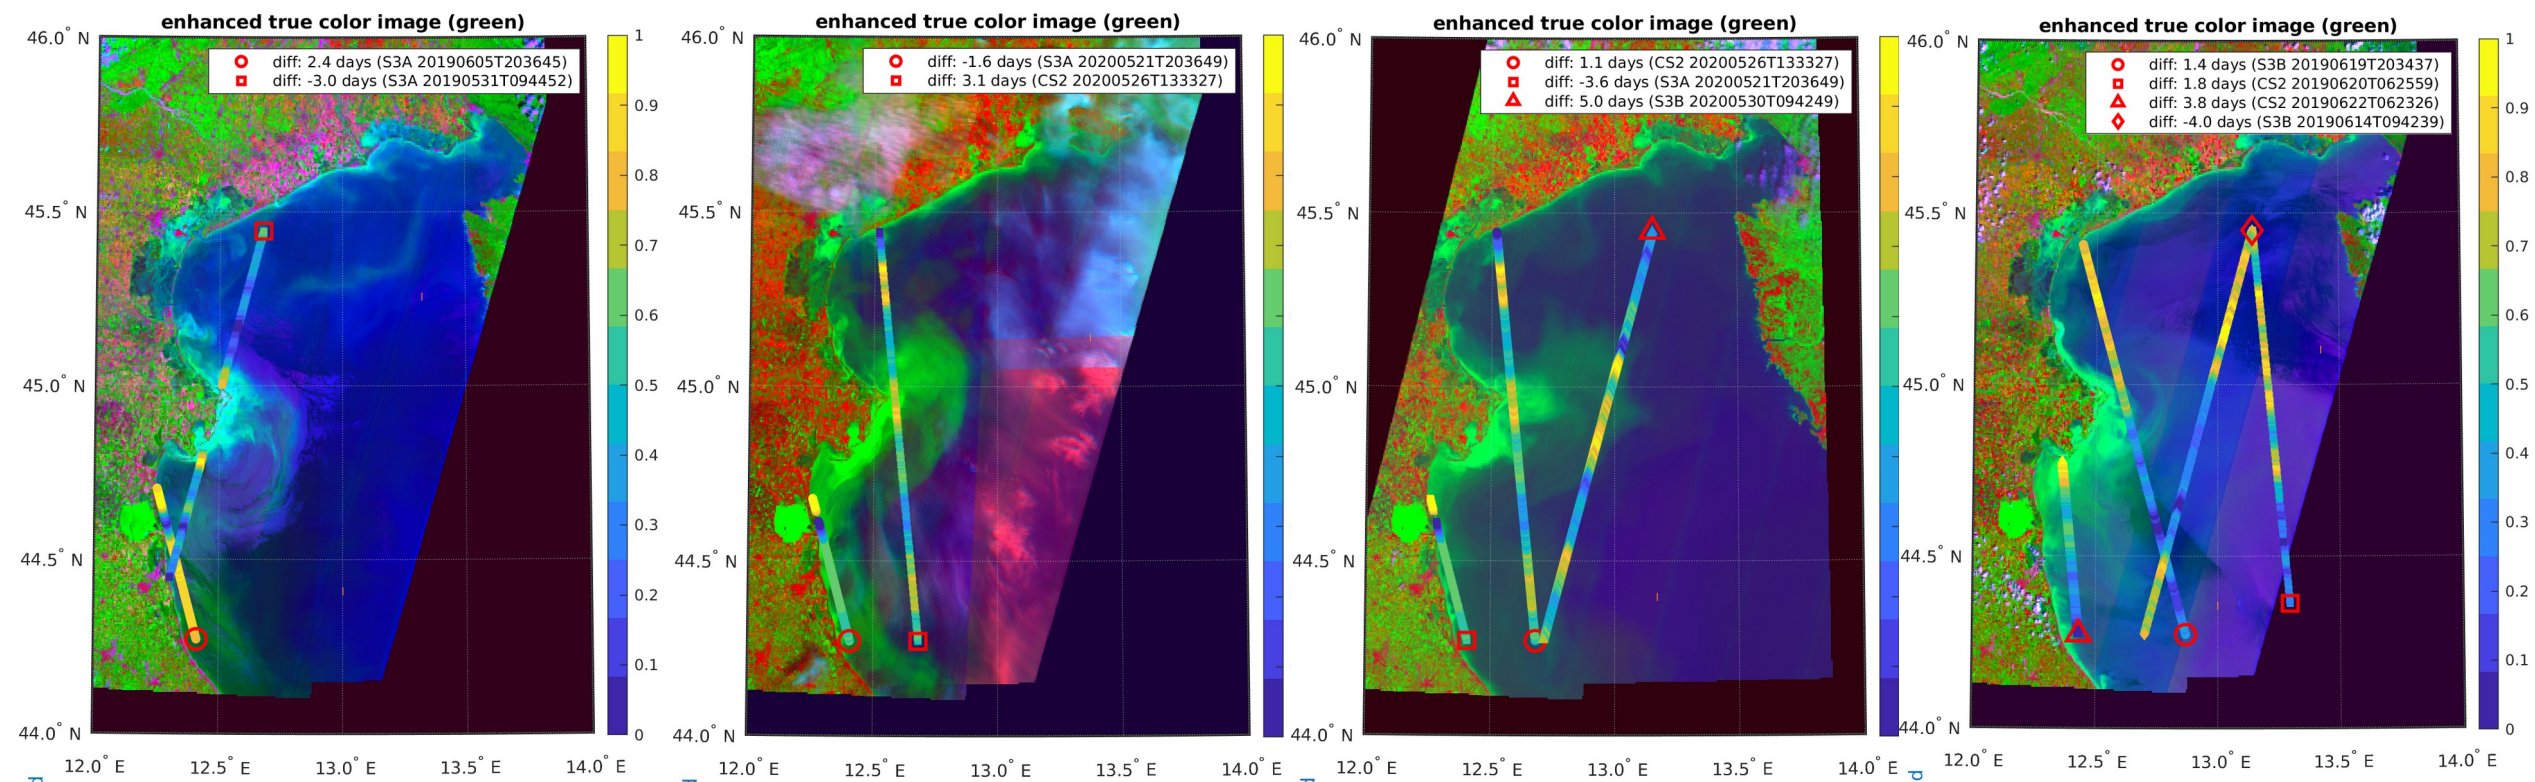 enhanced true color image (green)
diff: 2.4 days (S3A 20190605T203645)
diff: -3.0 days (S3A 20190531T094452)
46.0° N
45.5° N
45.0° N
44.5° N
44.0° N
12.0° E
12.5° E
13.0° E
13.5° E
14.0° E
1
0.9
0.8
0.7
0.6
0.5
0.4
0.3
0.2
0.1
0
enhanced true color image (green)
diff: -1.6 days (S3A 20200521T203649)
diff: 3.1 days (CS2 20200526T133327)
46.0° N
45.5° N
45.0° N
44.5° N
44.0° N
12.0° E
12.5° E
13.0° E
13.5° E
14.0° E
enhanced true color image (green)
diff: 1.1 days (CS2 20200526T133327)
diff: -3.6 days (S3A 20200521T203649)
diff: 5.0 days (S3B 20200530T094249)
46.0° N
45.5° N
45.0° N
44.5° N
44.0° N
12.0° E
12.5° E
13.0° E
13.5° E
14.0° E
enhanced true color image (green)
diff: 1.4 days (S3B 20190619T203437)
diff: 1.8 days (CS2 20190620T062559)
diff: 3.8 days (CS2 20190622T062326)
diff: -4.0 days (S3B 20190614T094239)
46.0° N
45.5° N
45.0° N
44.5° N
44.0° N
12.0° E
12.5° E
13.0° E
13.5° E
14.0° E
1
0.9
0.8
0.7
0.6
0.5
0.4
0.3
0.2
0.1
0